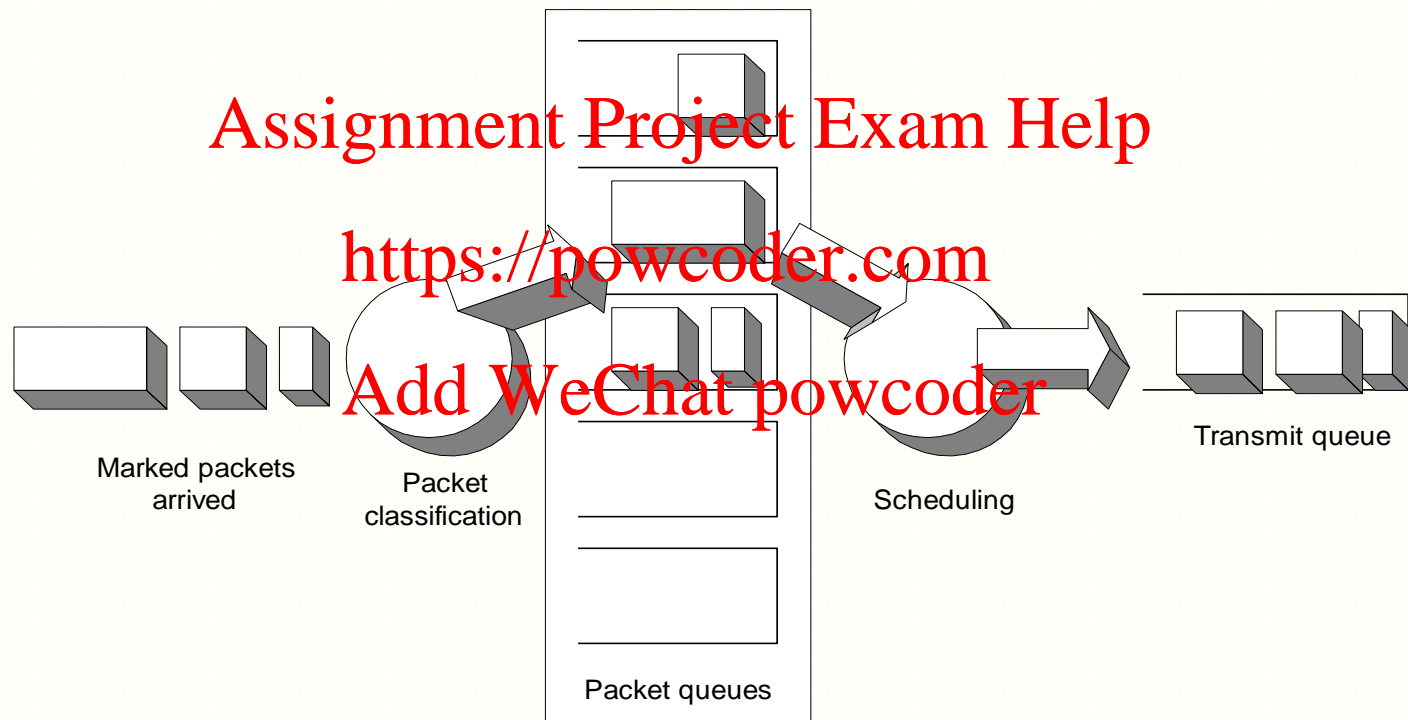 Assignment Project Exam Help
https://powcoder.com
Add WeChat powcoder
Marked packets
arrived
Packet
classification
Scheduling
Transmit queue
Packet queues